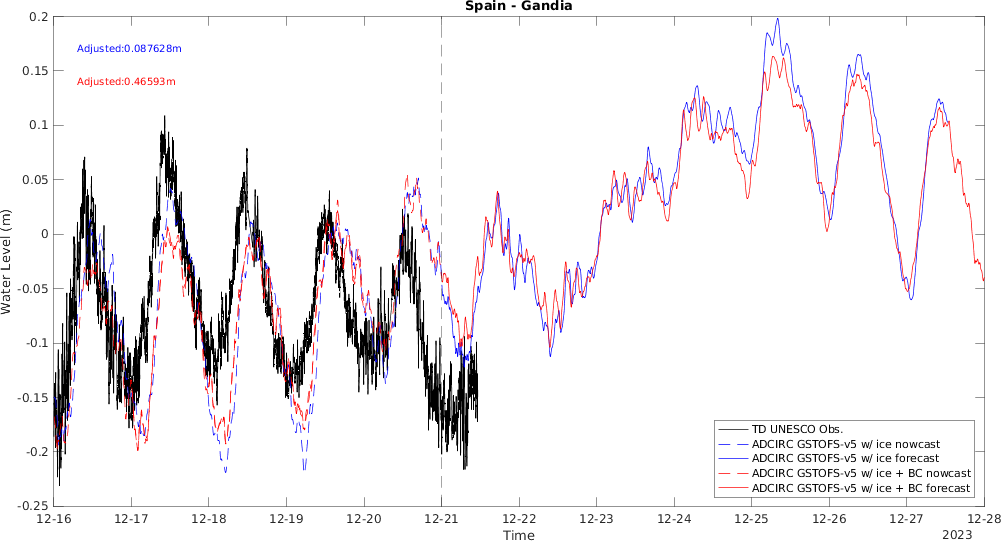 Spain - Gandia
0.2
0.15
0.1
0.05
0
-0.05
-0.1
-0.15
-0.2
-0.25
Water Level (m)
Adjusted:0.087628m
Adjusted:0.46593m
TD UNESCO Obs.
ADCIRC GSTOFS-v5 w/ ice nowcast
ADCIRC GSTOFS-v5 w/ ice forecast
ADCIRC GSTOFS-v5 w/ ice + BC nowcast
ADCIRC GSTOFS-v5 w/ ice + BC forecast
12-16 12-17 12-18 12-19 12-20 12-21 12-22 12-23 12-24 12-25 12-26 12-27 12-28
Time
2023